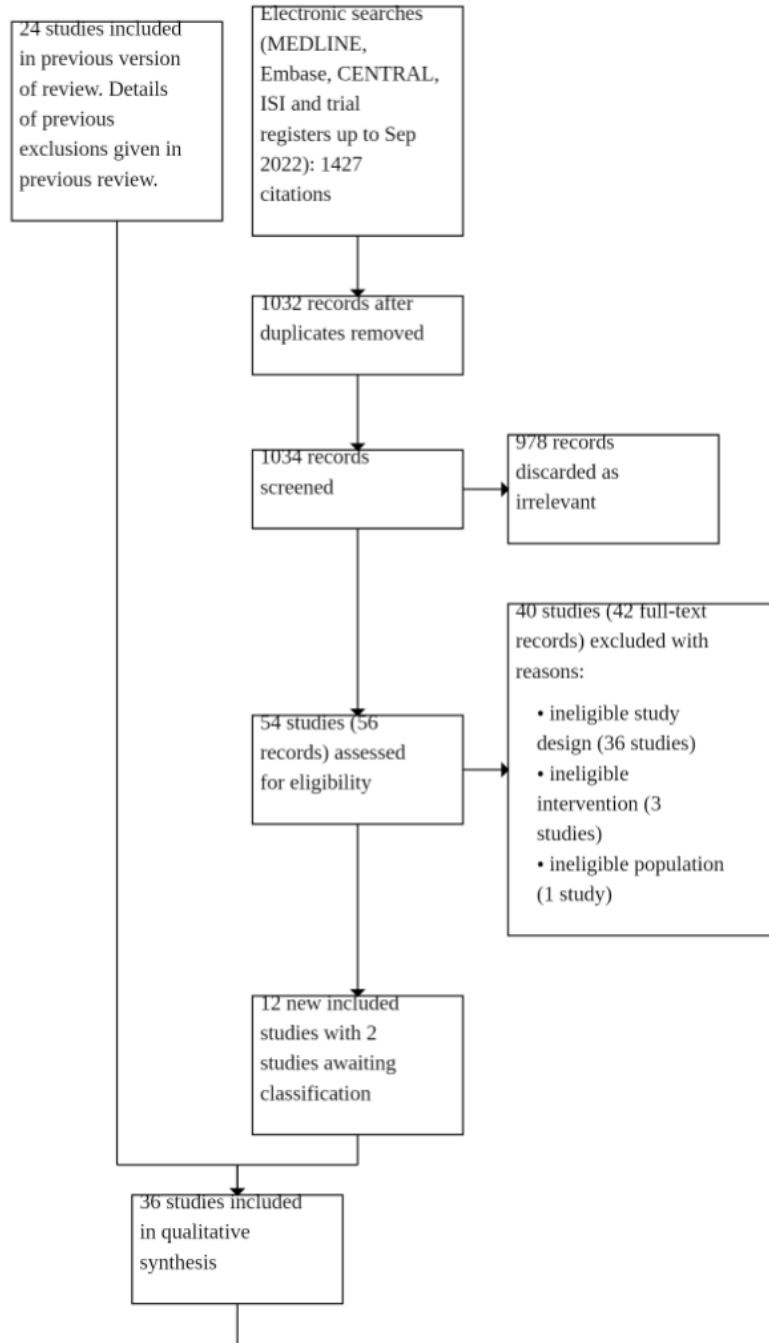 24 studies included
in previous version
of review. Details
of previous
exclusions given in
previous review.
Electronic searches
(MEDLINE,
Embase, CENTRAL,
ISI and trial
registers up to Sep
2022): 1427
citations
1032 records after
duplicates removed
1034 records
screened
978 records
discarded as
irrelevant
54 studies (56
records) assessed
for eligibility
40 studies (42 full-text
records) excluded with
reasons:
• ineligible study
design (36 studies)
• ineligible
intervention (3
studies)
• ineligible population
(1 study)
12 new included
studies with 2
studies awaiting
classification
36 studies included
in qualitative
synthesis